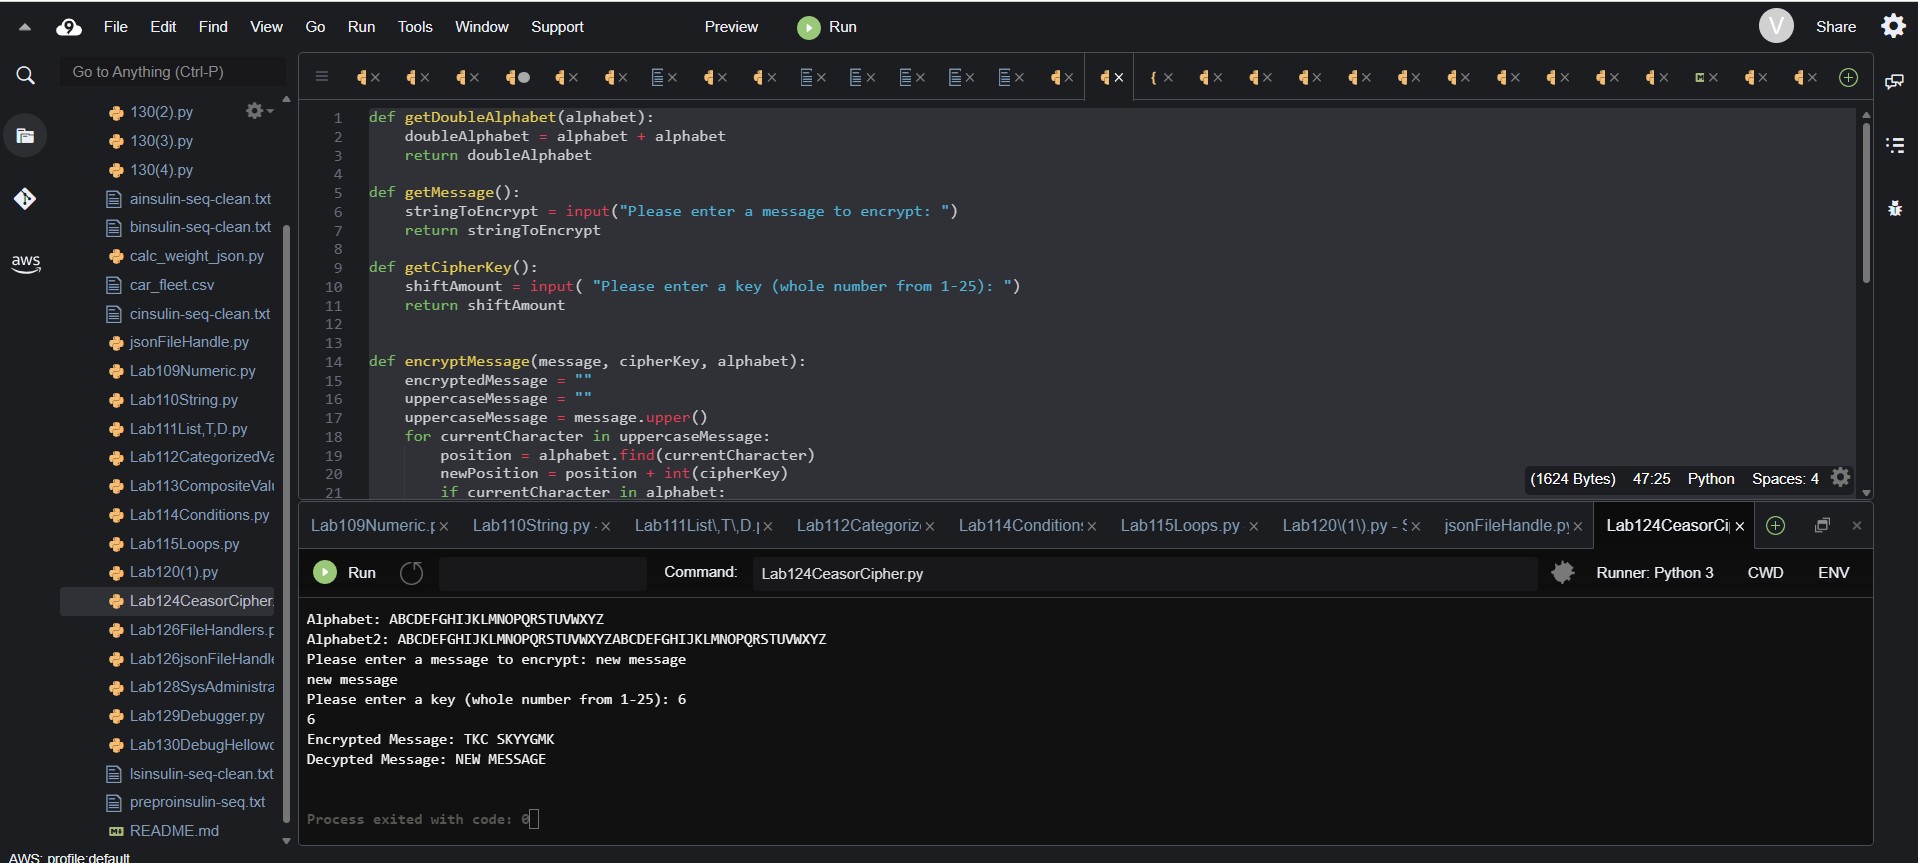 File Edit Find View Go Run Tools Window Support Preview Run V Share
Go to Anything (Ctrl-P)
130(2).py
130(3).py
130(4).py
ainsulin-seq-clean.txt
binsulin-seq-clean.txt
aws
calc_weight_json.py
car_fleet.csv
cinsulin-seq-clean.txt
jsonFileHandle.py
Lab109Numeric.py
Lab110String.py
Lab111List,T,D.py
Lab112CategorizedVa
Lab113CompositeValu
Lab114Conditions.py
Lab115Loops.py
Lab120(1).py
Lab124CeasorCipher.
Lab126FileHandlers.p
Lab126jsonFileHandle
Lab128SysAdministra
Lab129Debugger.py
Lab130DebugHellowo
lsinsulin-seq-clean.txt
preproinsulin-seq.txt
README.md
AWS: profile:default
1 def getDoubleAlphabet(alphabet):
2 doubleAlphabet = alphabet + alphabet
3 return doubleAlphabet
4
5 def getMessage():
6 stringToEncrypt = input("Please enter a message to encrypt: ")
7 return stringToEncrypt
8
9 def getCipherKey():
10 shiftAmount = input( "Please enter a key (whole number from 1-25): ")
11 return shiftAmount
12
13
14 def encryptMessage(message, cipherKey, alphabet):
15 encryptedMessage = ""
16 uppercaseMessage = ""
17 uppercaseMessage = message.upper()
18 for currentCharacter in uppercaseMessage:
19 position = alphabet.find(currentCharacter)
20 newPosition = position + int(cipherKey)
21 if currentCharacter in alphabet:
(1624 Bytes) 47:25 Python Spaces: 4
Lab109Numeric.p Lab110String.py - Lab111List\,T\,D.p Lab112Categorize Lab114Conditions Lab115Loops.py Lab120\(1\).py - S jsonFileHandle.py Lab124CeasorCi
Run Command: Lab124CeasorCipher.py Runner: Python 3 CWD ENV
Alphabet: ABCDEFGHIJKLMNOPQRSTUVWXYZ
Alphabet2: ABCDEFGHIJKLMNOPQRSTUVWXYZABCDEFGHIJKLMNOPQRSTUVWXYZ
Please enter a message to encrypt: new message
new message
Please enter a key (whole number from 1-25): 6
6
Encrypted Message: TKC SKYYGMK
Decypted Message: NEW MESSAGE
Process exited with code: 0